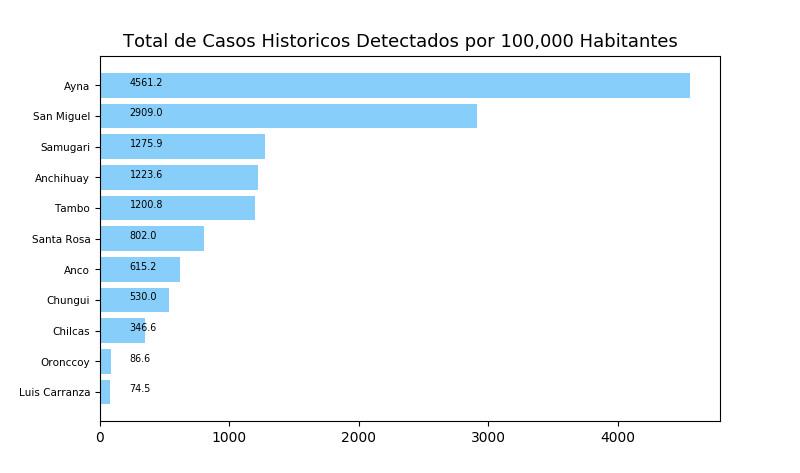 Total de Casos Historicos Detectados por 100,000 Habitantes
Ayna 4561.2
San Miguel 2909.0
Samugari 1275.9
Anchihuay 1223.6
Tambo 1200.8
Santa Rosa 802.0
Anco 615.2
Chungui 530.0
Chilcas 346.6
Oronccoy 86.6
Luis Carranza 74.5
0 1000 2000 3000 4000